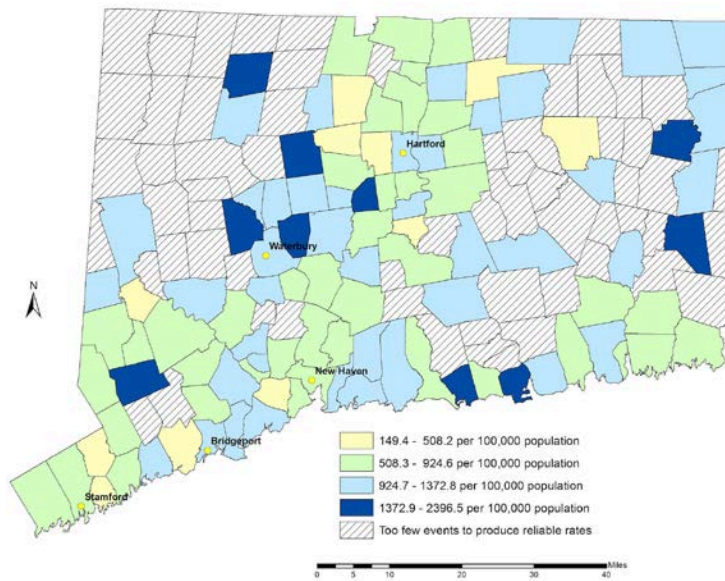 Hartford
Waterbury
N
New Haven
Bridgeport
Stamford
149.4 - 508.2 per 100,000 population
508.3 - 924.6 per 100,000 population
924.7 - 1372.8 per 100,000 population
1372.9 - 2396.5 per 100,000 population
Too few events to produce reliable rates
Miles
0 5 10 20 30 40